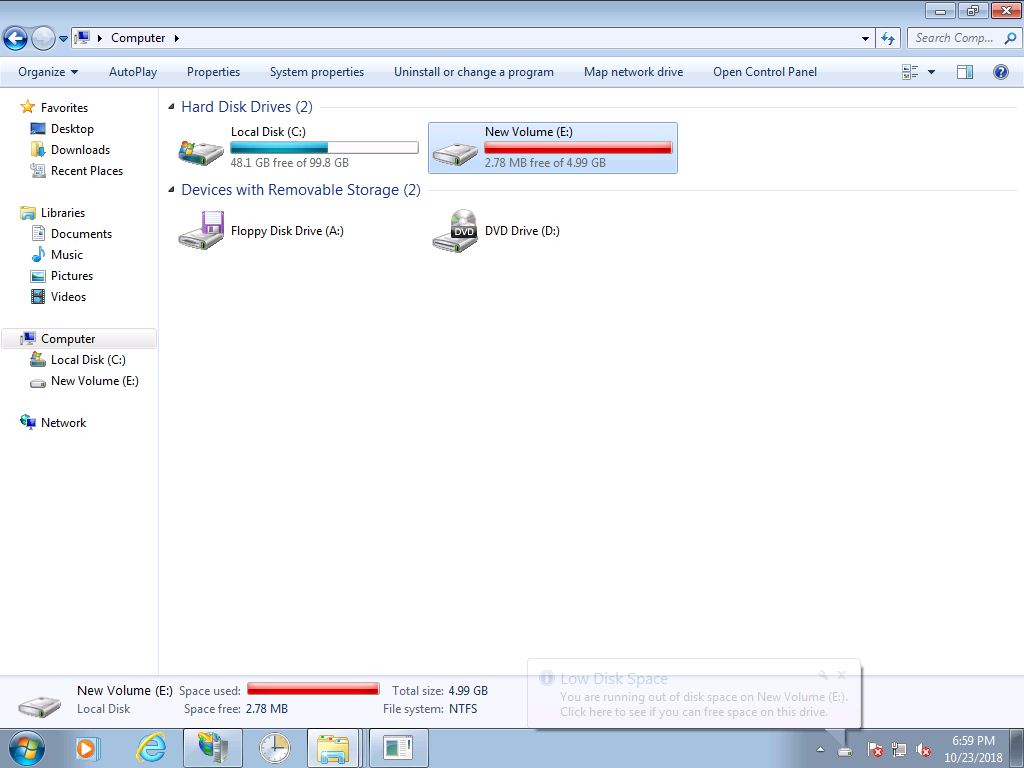 Computer
Search Comp...
Organize AutoPlay Properties System properties Uninstall or change a program Map network drive Open Control Panel
Favorites
Desktop
Downloads
Recent Places
Libraries
Documents
Music
Pictures
Videos
Computer
Local Disk (C:)
New Volume (E:)
Network
Hard Disk Drives (2)
Local Disk (C:)
48.1 GB free of 99.8 GB
New Volume (E:)
2.78 MB free of 4.99 GB
Devices with Removable Storage (2)
Floppy Disk Drive (A:)
DVD
DVD Drive (D:)
New Volume (E:) Space used: Total size: 4.99 GB
Local Disk Space free: 2.78 MB File system: NTFS
Low Disk Space
You are running out of disk space on New Volume (E:).
Click here to see if you can free space on this drive.
6:59 PM
10/23/2018